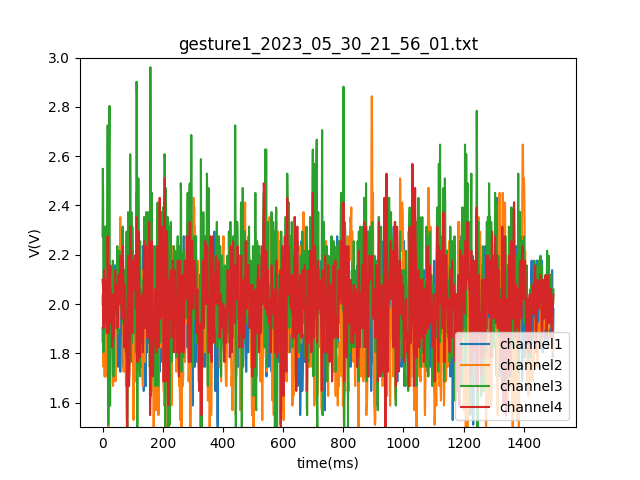 gesture1_2023_05_30_21_56_01.txt
V(V)
3.0
2.8
2.6
2.4
2.2
2.0
1.8
1.6
0 200 400 600 800 1000 1200 1400
time(ms)
channel1
channel2
channel3
channel4